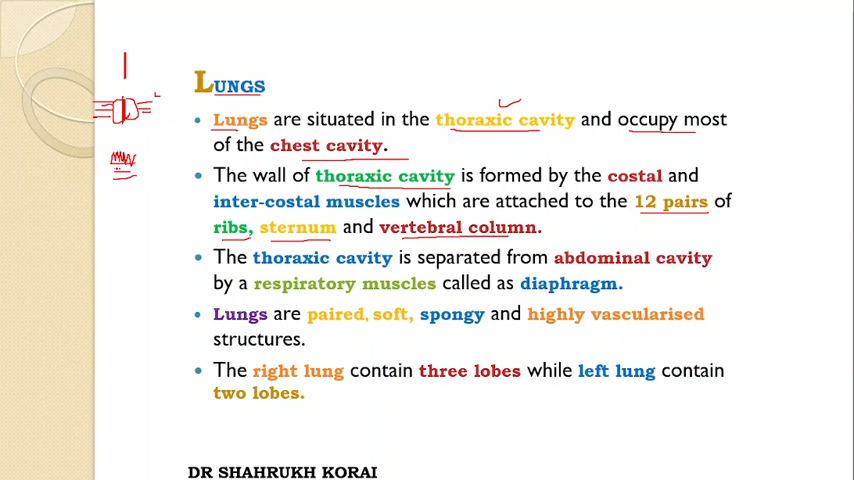 LUNGS
• Lungs are situated in the thoraxic cavity and occupy most
of the chest cavity.
• The wall of thoraxic cavity is formed by the costal and
inter-costal muscles which are attached to the 12 pairs of
ribs, sternum and vertebral column.
• The thoraxic cavity is separated from abdominal cavity
by a respiratory muscles called as diaphragm.
• Lungs are paired, soft, spongy and highly vascularised
structures.
• The right lung contain three lobes while left lung contain
two lobes.
DR SHAHRUKH KORAI